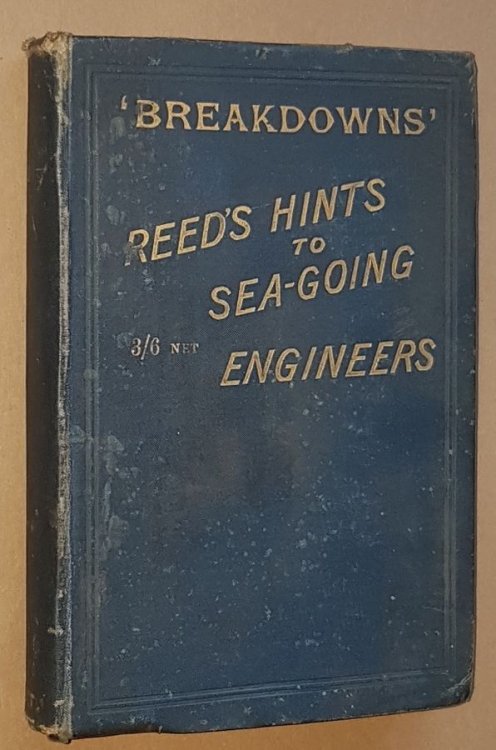 'BREAKDOWNS'
REED'S HINTS
TO
SEA-GOING
3/6 NET
ENGINEERS